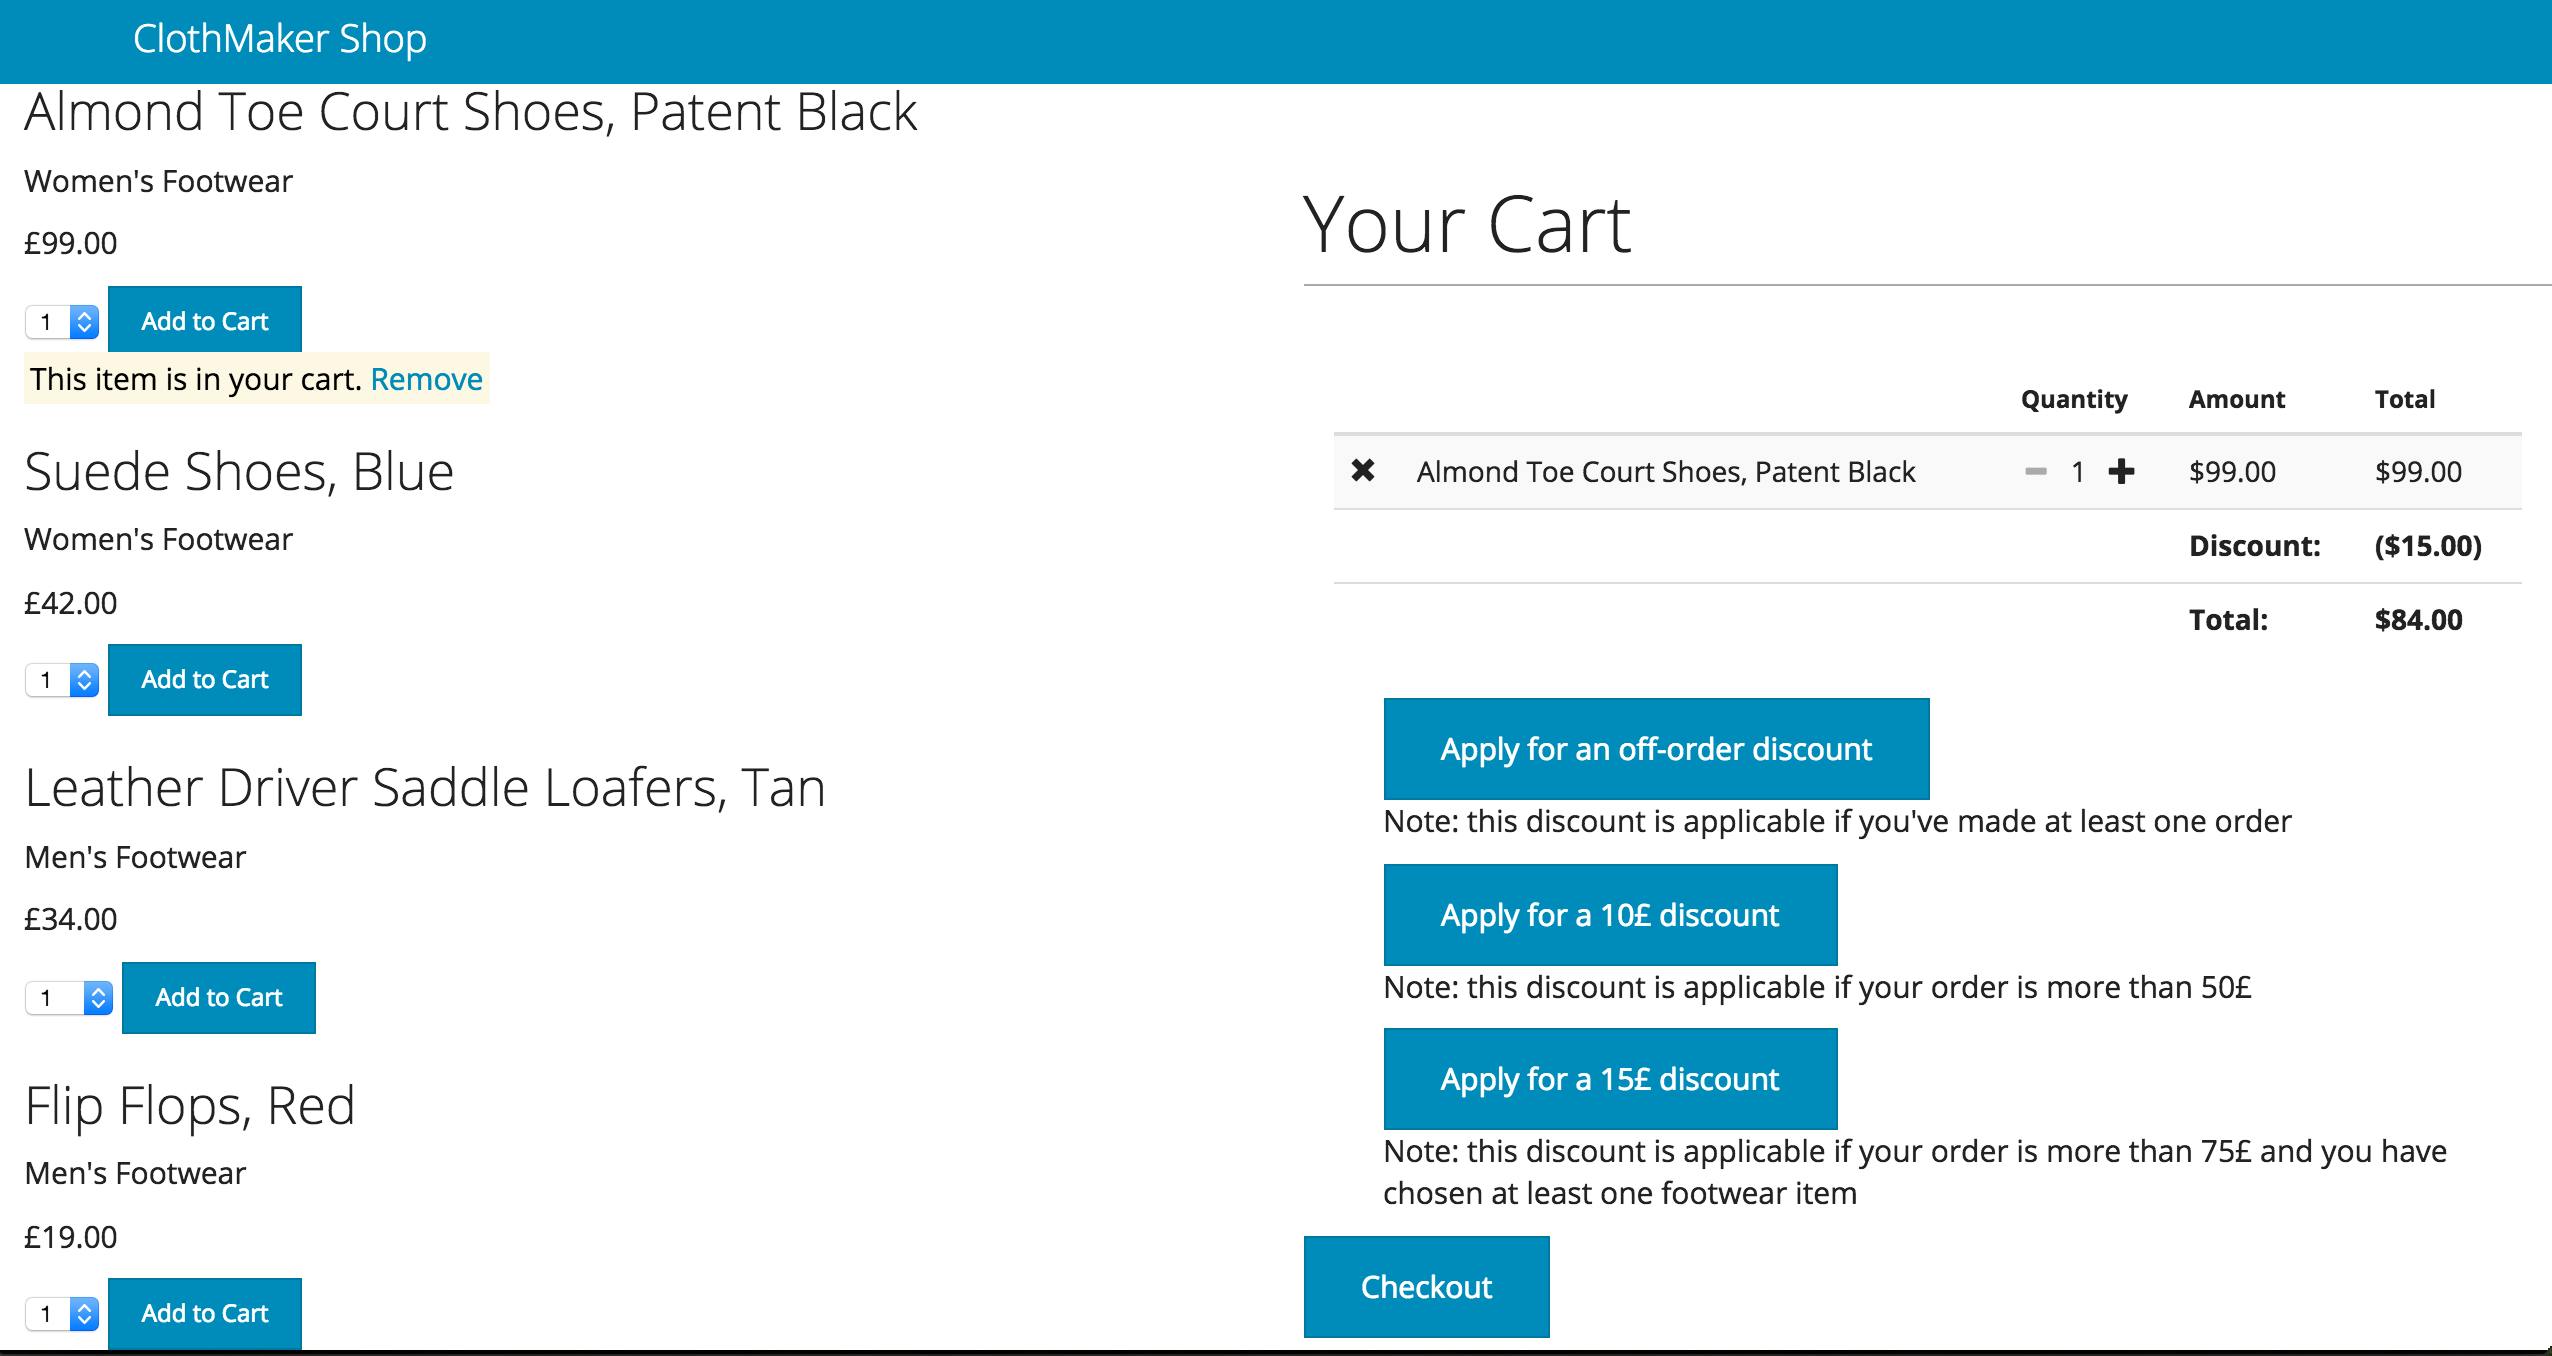 ClothMaker Shop
Almond Toe Court Shoes, Patent Black
Women's Footwear
£99.00
1 Add to Cart
This item is in your cart. Remove
Suede Shoes, Blue
Women's Footwear
£42.00
1 Add to Cart
Leather Driver Saddle Loafers, Tan
Men's Footwear
£34.00
1 Add to Cart
Flip Flops, Red
Men's Footwear
£19.00
1 Add to Cart
Your Cart
Quantity Amount Total
Almond Toe Court Shoes, Patent Black 1 $99.00 $99.00
Discount: ($15.00)
Total: $84.00
Apply for an off-order discount
Note: this discount is applicable if you've made at least one order
Apply for a 10£ discount
Note: this discount is applicable if your order is more than 50£
Apply for a 15£ discount
Note: this discount is applicable if your order is more than 75£ and you have
chosen at least one footwear item
Checkout